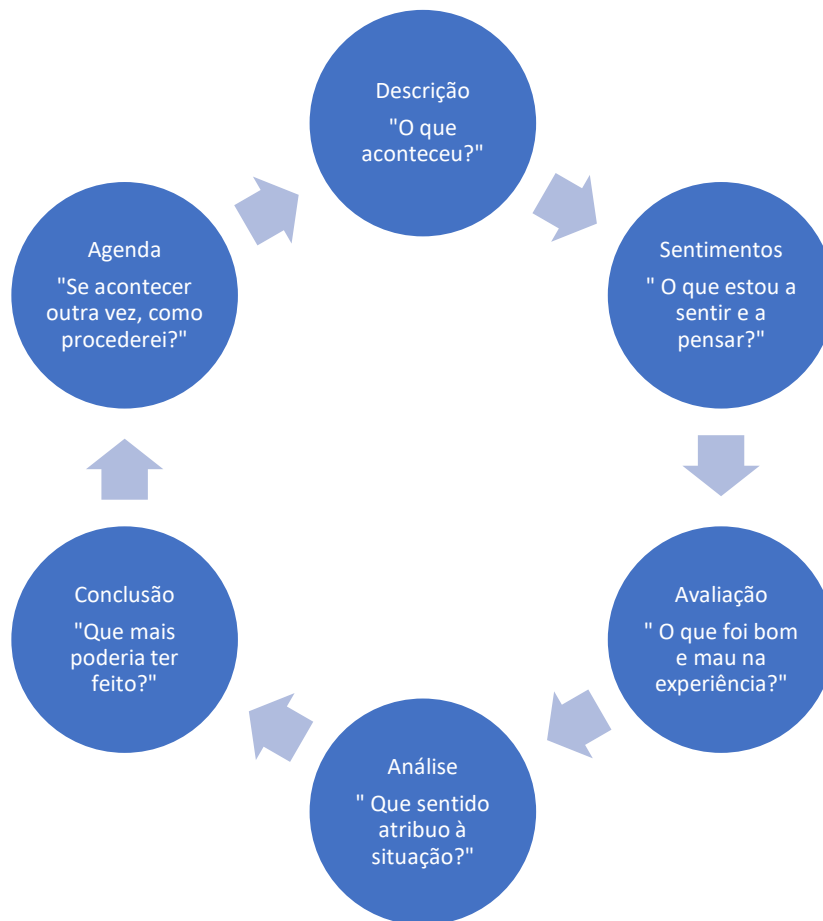 Descrição
"O que
aconteceu?"
Sentimentos
" O que estou a
sentir e a
pensar?"
Avaliação
" O que foi bom
e mau na
experiência?"
Análise
" Que sentido
atribuo à
situação?"
Conclusão
"Que mais
poderia ter
feito?"
Agenda
"Se acontecer
outra vez, como
procederei?"